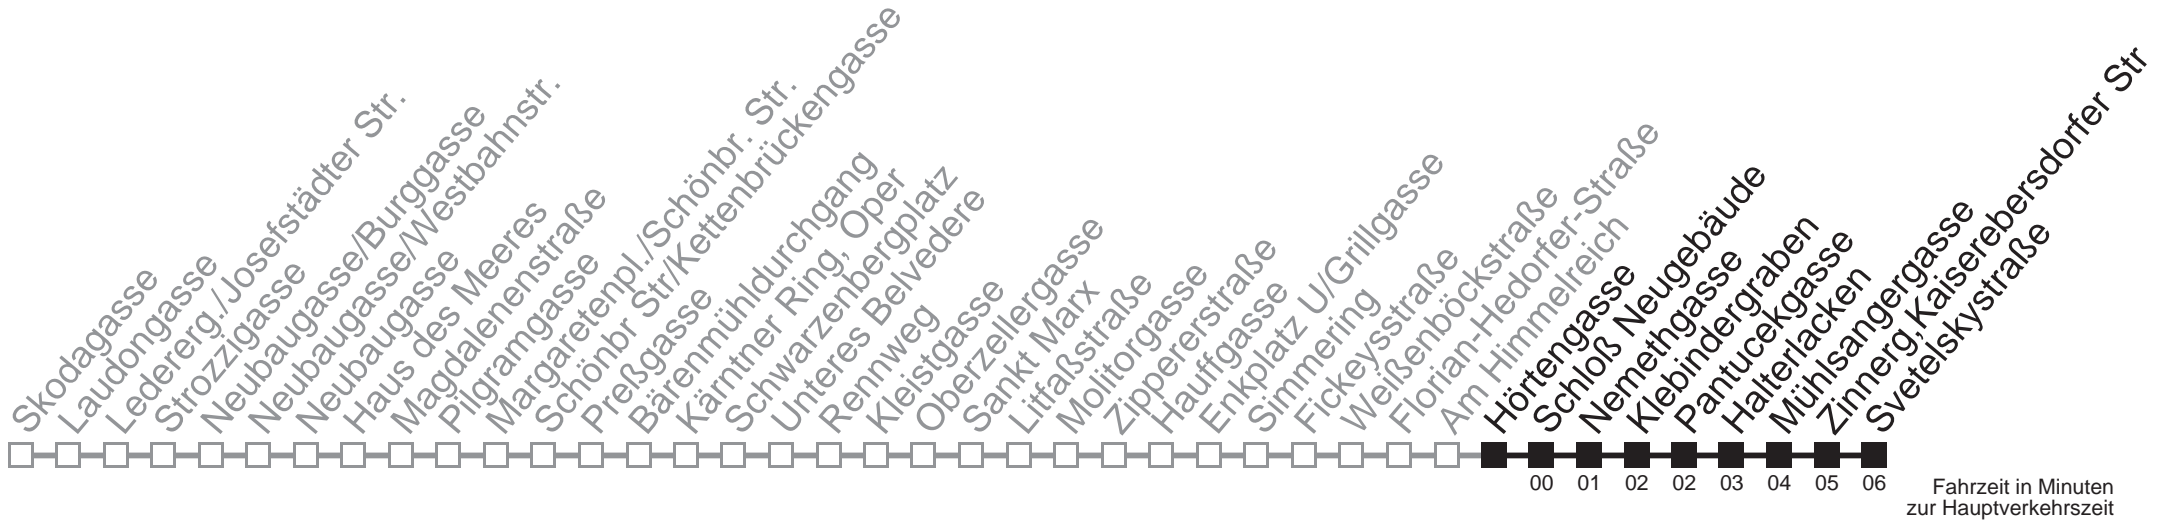 Skodagasse
Laudongasse
Ledererg./Josefstädter Str.
Strozzigasse
Neubaugasse/Burggasse
Neubaugasse/Westbahnstr.
Neubaugasse
Haus des Meeres
Magdalenenstraße
Pilgramgasse
Margaretenpl./Schönbr. Str.
Schönbr Str/Kettenbrückengasse
Preßgasse
Bärenmühldurchgang
Kärntner Ring, Oper
Schwarzenbergplatz
Unteres Belvedere
Rennweg
Kleistgasse
Oberzellergasse
Sankt Marx
Litfaßstraße
Molitorgasse
Zippererstraße
Hauffgasse
Enkplatz U/Grillgasse
Simmering
Fickeysstraße
Weißenböckstraße
Florian-Hedorfer-Straße
Am Himmelreich
Hörtengasse
Schloß Neugebäude
Nemethgasse
Klebindergraben
Pantucekgasse
Halterlacken
Mühlsangergasse
Zinnerg,Kaiserebersdorfer Str
Svetelskystraße
00 01 02 02 03 04 05 06
Fahrzeit in Minuten
zur Hauptverkehrszeit